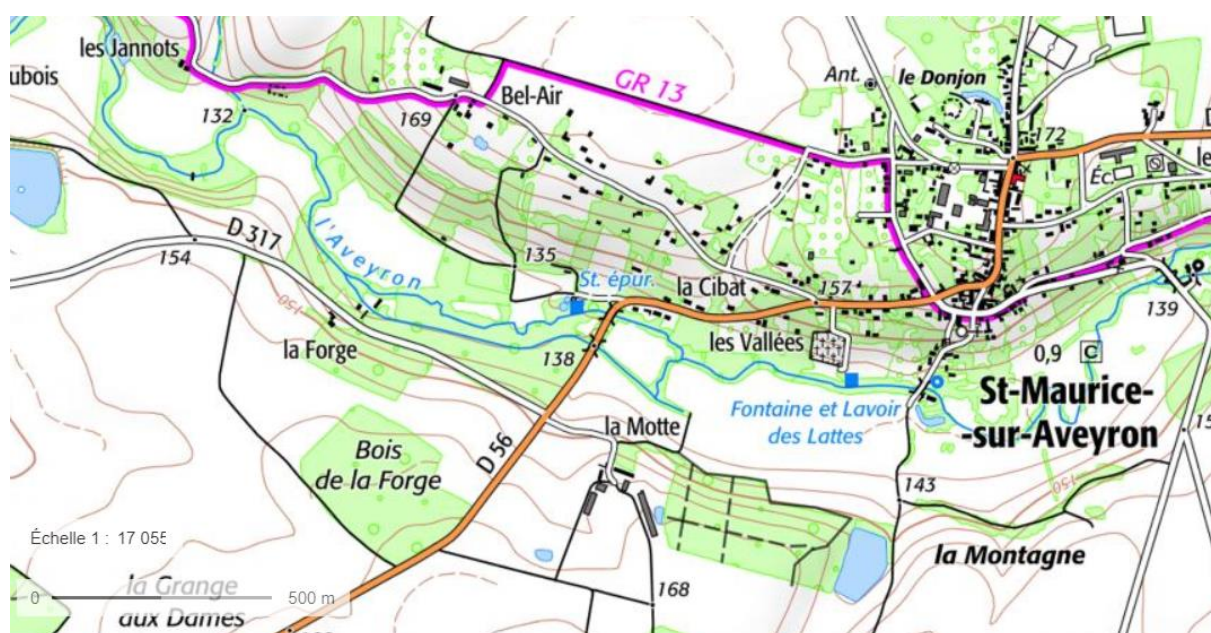 les Jannots
ubois
GR 13
Ant.
le Donjon
Bel-Air
132
169
172
le
Éc
D 317
154
l'Aveyron
135
St. épur.
la Cibat
157
139
150
la Forge
138
les Vallées
0,9
C
St-Maurice-
-sur-Aveyron
Fontaine et Lavoir
des Lattes
la Motte
Bois
de la Forge
D 56
143
150
15
la Montagne
Échelle 1 : 17 055
la Grange
aux Dames
0
500 m
168